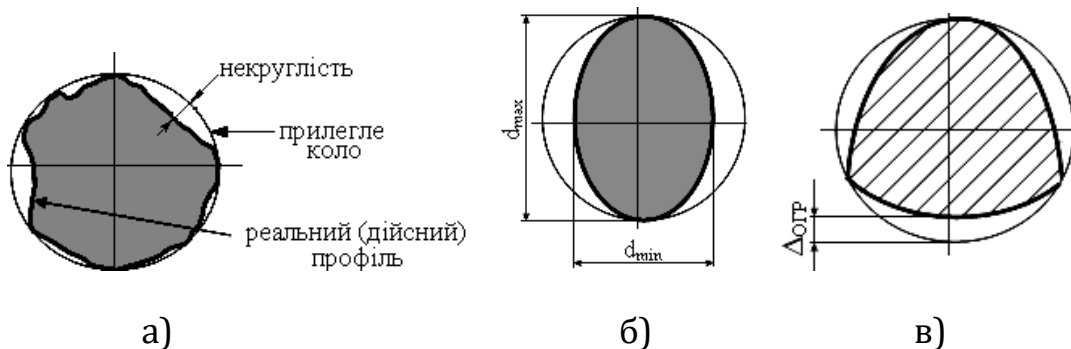 некруглість
прилегле
коло
реальний (дійсний)
профіль
dmax
dmin
ΔОГР
а)
б)
в)